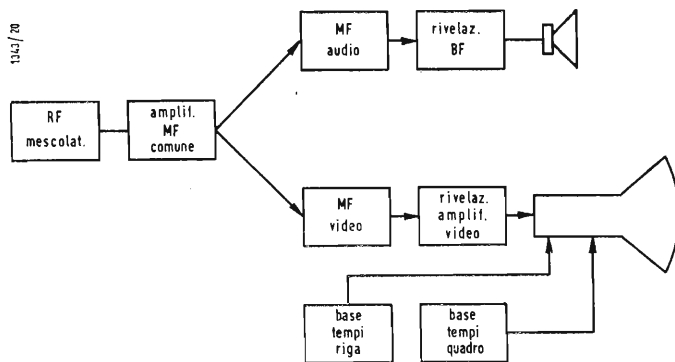 1343/20
MF
audio
rivelaz.
BF
RF
mescolat.
amplif.
MF
comune
MF
video
rivelaz.
amplif.
video
base
tempi
riga
base
tempi
quadro